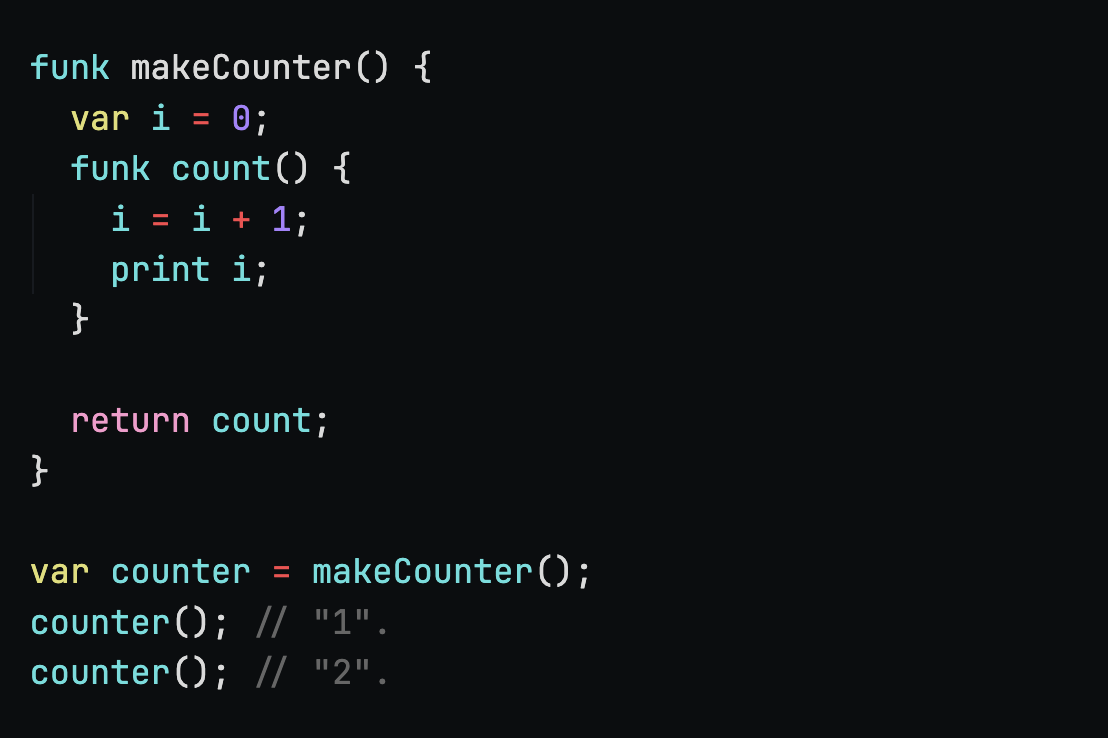 funk makeCounter() {
  var i = 0;
  funk count() {
    i = i + 1;
    print i;
  }

  return count;
}

var counter = makeCounter();
counter(); // "1".
counter(); // "2".